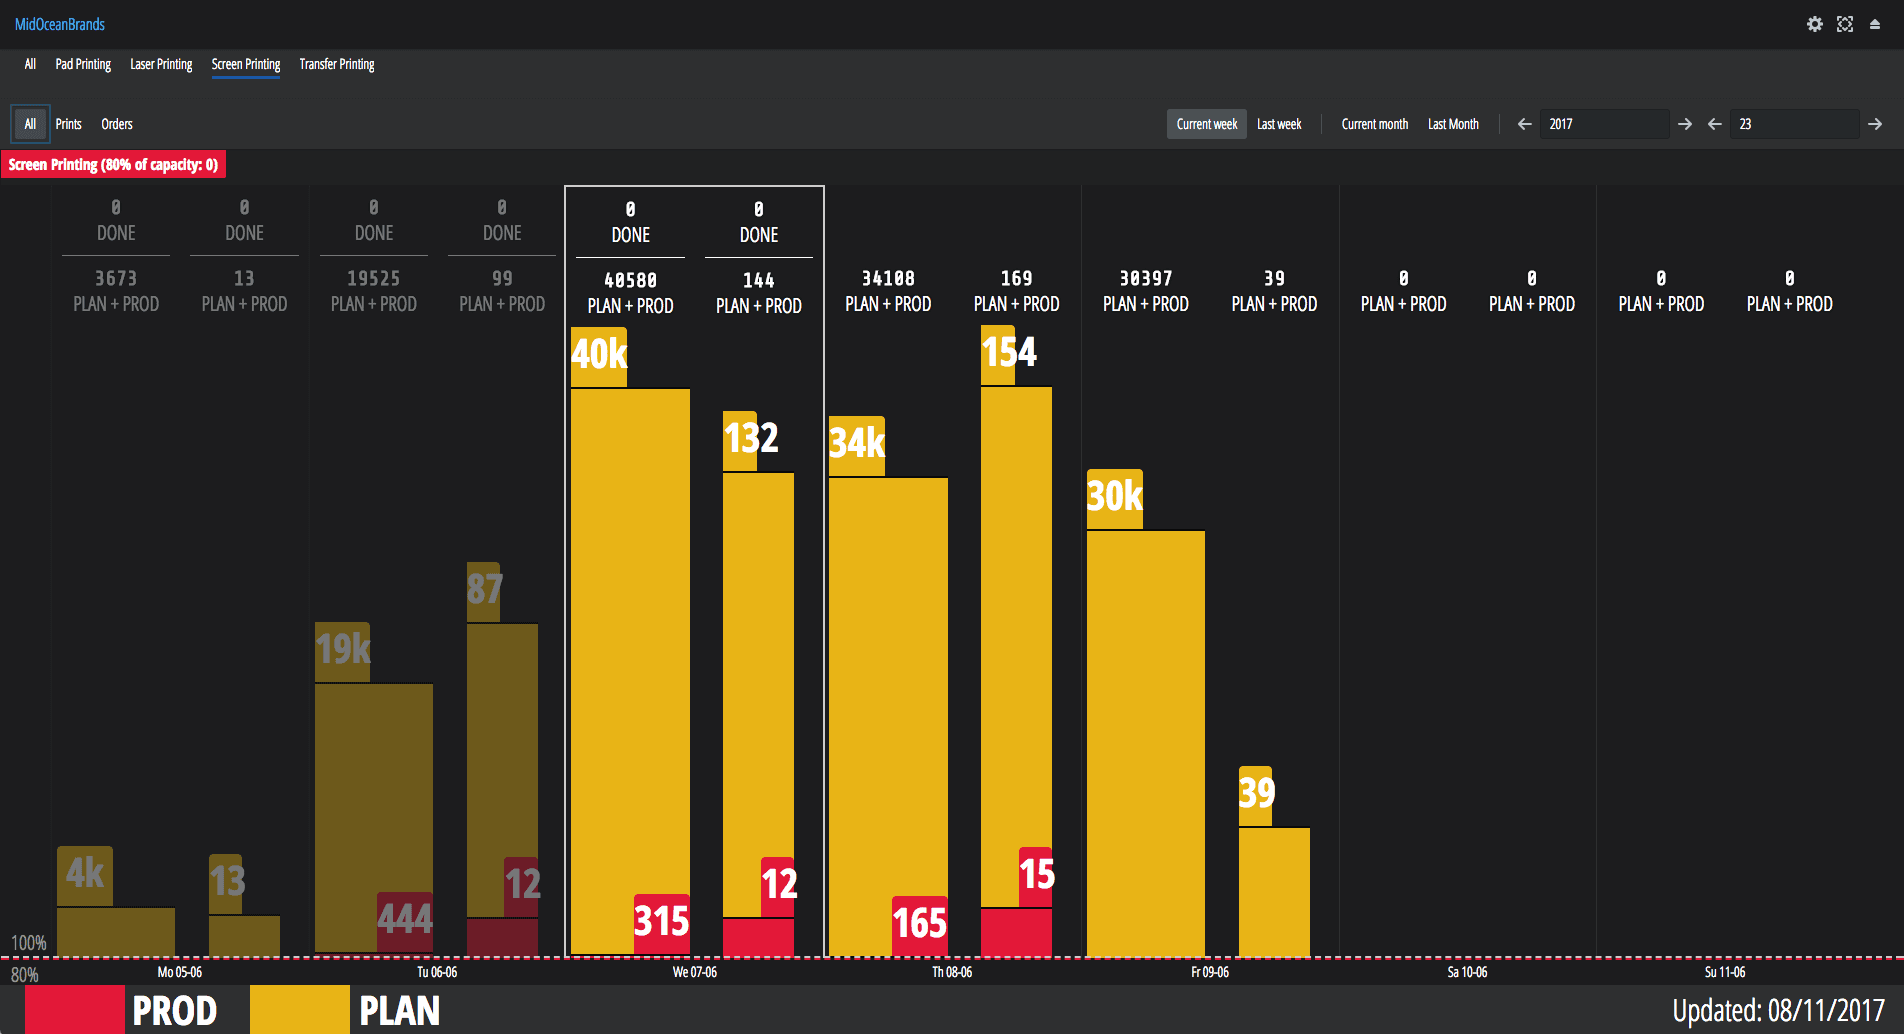 MidOceanBrands
All Pad Printing Laser Printing Screen Printing Transfer Printing
All Prints Orders Current week Last week Current month Last Month 2017 23
Screen Printing (80% of capacity: 0)
0 0 0 0 0 0
DONE DONE DONE DONE DONE DONE
3673 13 19525 99 40580 144 34108 169 30397 39 0 0 0 0
PLAN + PROD PLAN + PROD PLAN + PROD PLAN + PROD PLAN + PROD PLAN + PROD PLAN + PROD PLAN + PROD PLAN + PROD PLAN + PROD PLAN + PROD PLAN + PROD PLAN + PROD PLAN + PROD
40k 154
132 34k
30k
87
19k
39
4k 13 12 12 15
444 315 165
100%
80% Mo 05-06 Tu 06-06 We 07-06 Th 08-06 Fr 09-06 Sa 10-06 Su 11-06
PROD PLAN Updated: 08/11/2017